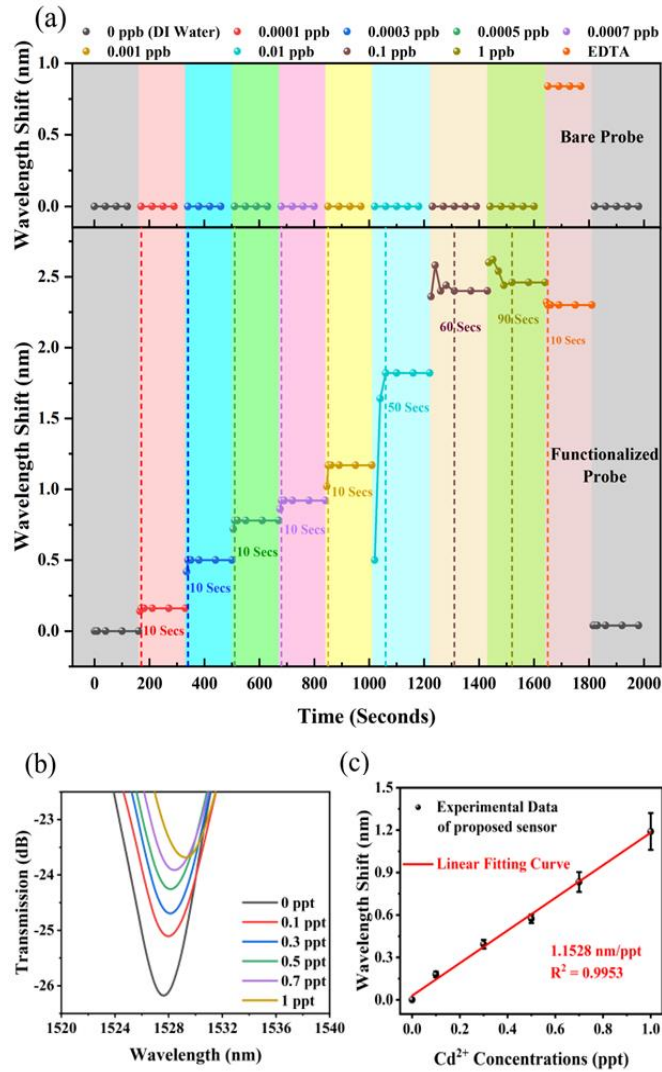 (a)
0 ppb (DI Water) 0.0001 ppb 0.0003 ppb 0.0005 ppb 0.0007 ppb
0.001 ppb 0.01 ppb 0.1 ppb 1 ppb EDTA
Wavelength Shift (nm)
1.0
0.5
0.0
Bare Probe
Wavelength Shift (nm)
2.5
2.0
1.5
1.0
0.5
0.0
10 Secs
10 Secs
10 Secs
10 Secs
10 Secs
50 Secs
60 Secs
90 Secs
10 Secs
Functionalized
Probe
0 200 400 600 800 1000 1200 1400 1600 1800 2000
Time (Seconds)
(b)
Transmission (dB)
-23
-24
-25
-26
0 ppt
0.1 ppt
0.3 ppt
0.5 ppt
0.7 ppt
1 ppt
1520 1524 1528 1532 1536 1540
Wavelength (nm)
(c)
Wavelength Shift (nm)
1.5
1.2
0.9
0.6
0.3
0.0
Experimental Data
of proposed sensor
Linear Fitting Curve
1.1528 nm/ppt
R² = 0.9953
0.0 0.2 0.4 0.6 0.8 1.0
Cd²⁺ Concentrations (ppt)